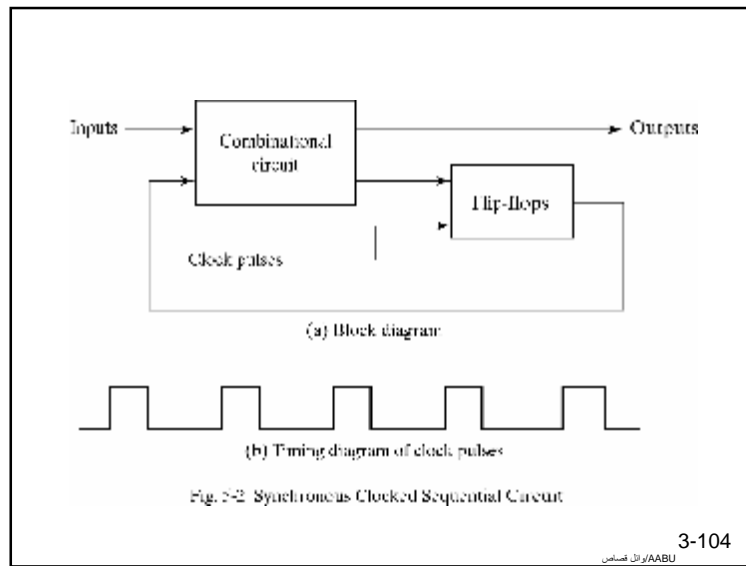 Inputs
Outputs
Combinational
circuit
Flip-flops
Clock pulses
(a) Block diagram
(b) Timing diagram of clock pulses
Fig. 5-2 Synchronous Clocked Sequential Circuit
3-104
وائل قصاص/AABU